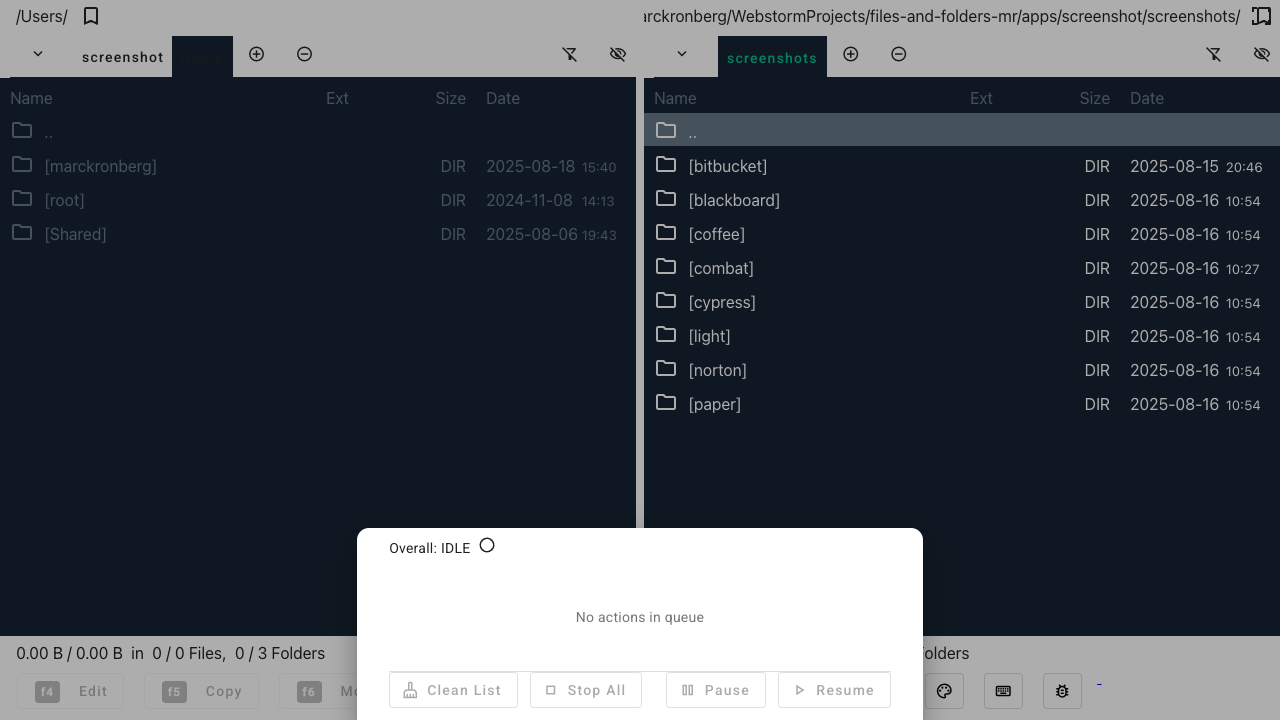 /Users/
arckronberg/WebstormProjects/files-and-folders-mr/apps/screenshot/screenshots/
screenshot
screenshots
Name Ext Size Date
..
[marckronberg] DIR 2025-08-18 15:40
[root] DIR 2024-11-08 14:13
[Shared] DIR 2025-08-06 19:43
Name Ext Size Date
..
[bitbucket] DIR 2025-08-15 20:46
[blackboard] DIR 2025-08-16 10:54
[coffee] DIR 2025-08-16 10:54
[combat] DIR 2025-08-16 10:27
[cypress] DIR 2025-08-16 10:54
[light] DIR 2025-08-16 10:54
[norton] DIR 2025-08-16 10:54
[paper] DIR 2025-08-16 10:54
Overall: IDLE
No actions in queue
Clean List Stop All Pause Resume
0.00 B / 0.00 B in 0 / 0 Files, 0 / 3 Folders
olders
f4 Edit f5 Copy f6 Mo